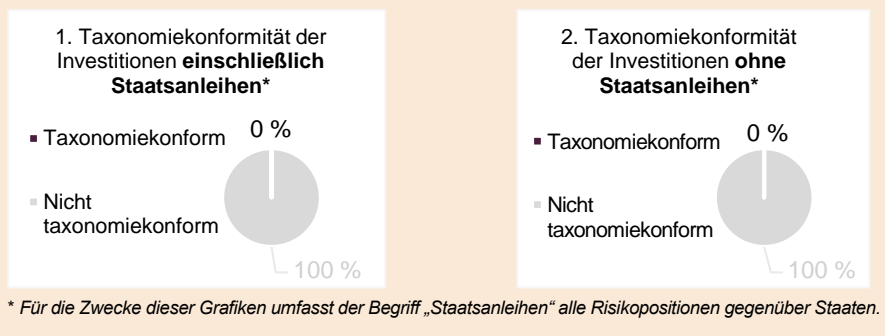 1. Taxonomiekonformität der
Investitionen einschließlich
Staatsanleihen*
Taxonomiekonform
0 %
Nicht
taxonomiekonform
100 %
2. Taxonomiekonformität
der Investitionen ohne
Staatsanleihen*
Taxonomiekonform
0 %
Nicht
taxonomiekonform
100 %
* Für die Zwecke dieser Grafiken umfasst der Begriff „Staatsanleihen“ alle Risikopositionen gegenüber Staaten.